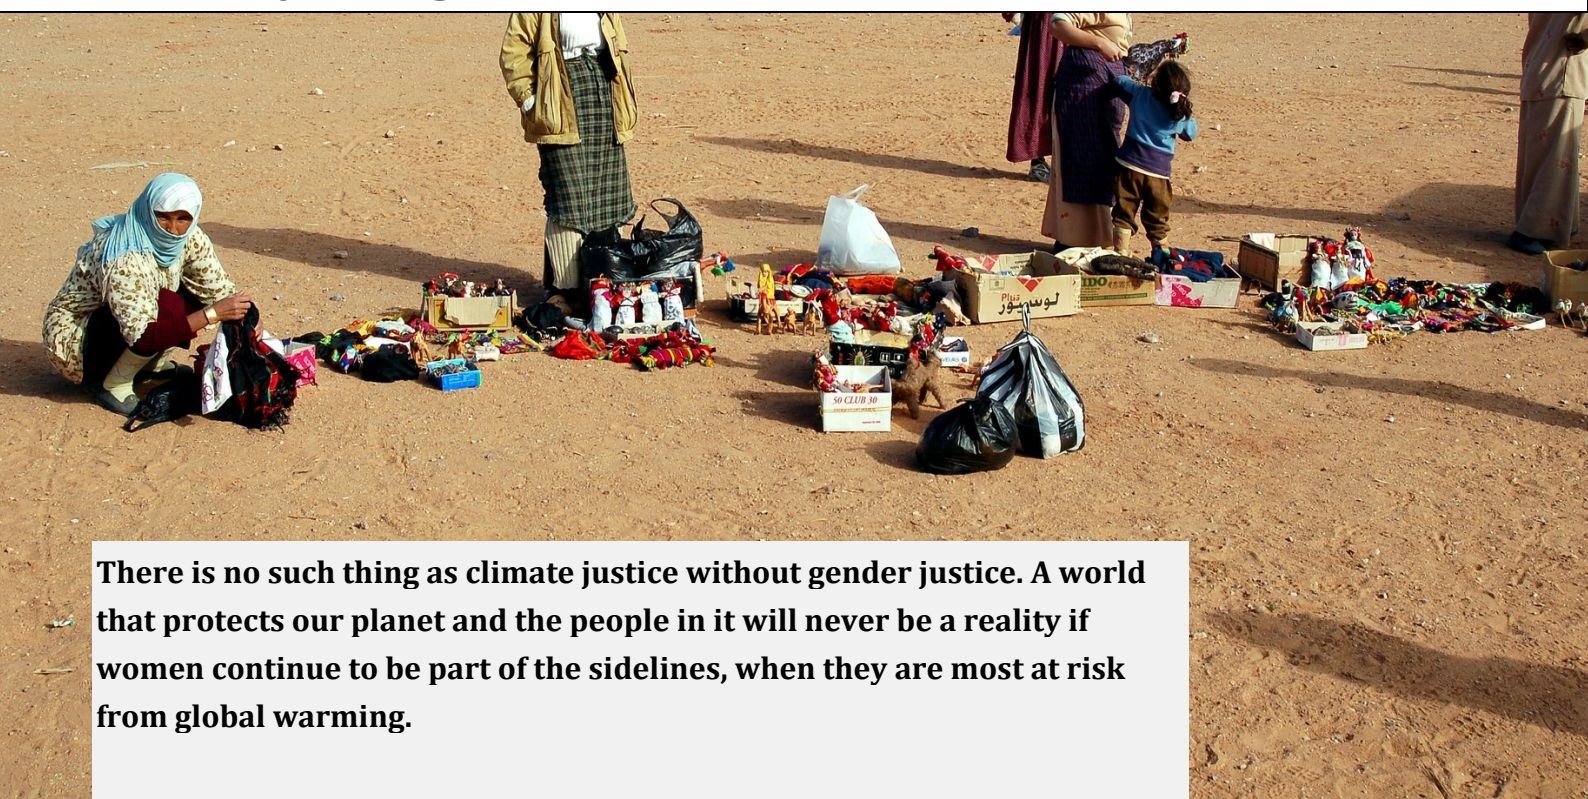 Plus
لوسيور
IDO
50 CLUB 30
There is no such thing as climate justice without gender justice. A world
that protects our planet and the people in it will never be a reality if
women continue to be part of the sidelines, when they are most at risk
from global warming.